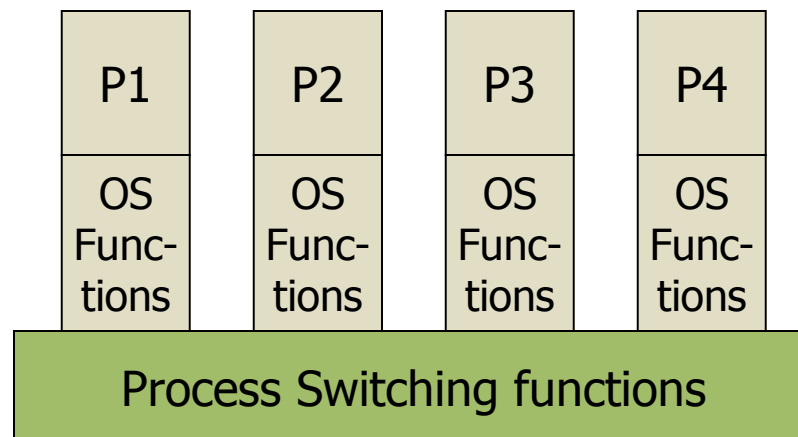 P1 P2 P3 P4
OS OS OS OS
Func- Func- Func- Func-
tions tions tions tions
Process Switching functions